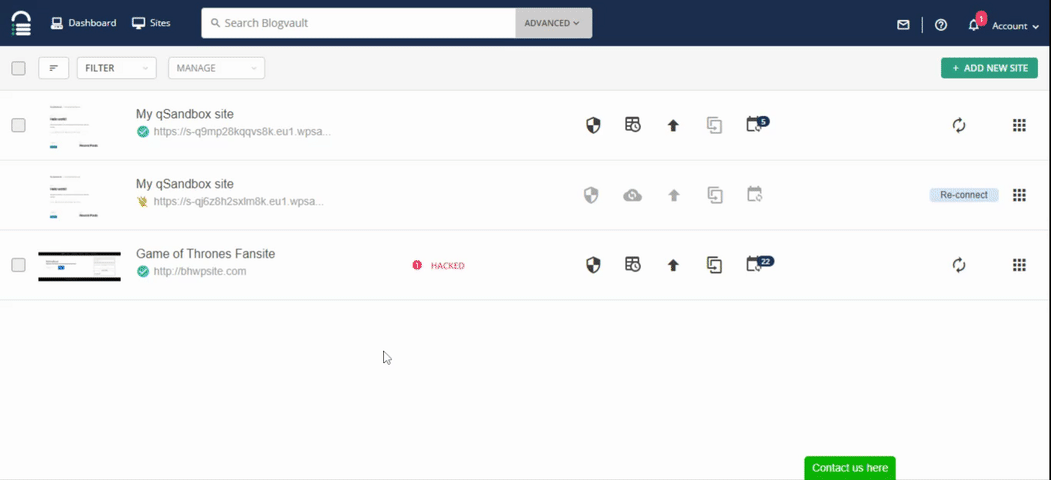 Dashboard Sites Search Blogvault ADVANCED 1 Account
FILTER MANAGE + ADD NEW SITE
My qSandbox site
https://s-q9mp28kqqvs8k.eu1.wpsa... 5
My qSandbox site
https://s-qj6z8h2sxlm8k.eu1.wpsa... Re-connect
Game of Thrones Fansite
http://bhwpsite.com HACKED 22
Contact us here